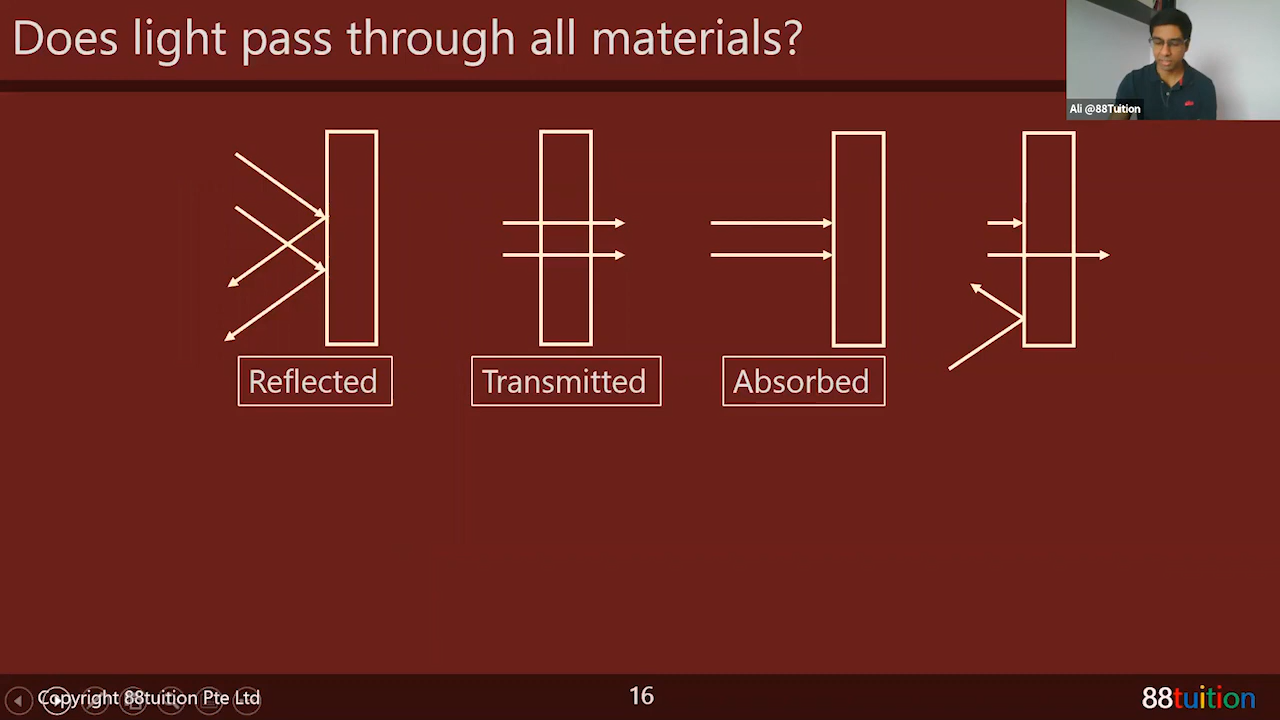 Does light pass through all materials?
Ali @88Tuition
Reflected
Transmitted
Absorbed
Copyright 88tuition Pte Ltd
16
88tuition